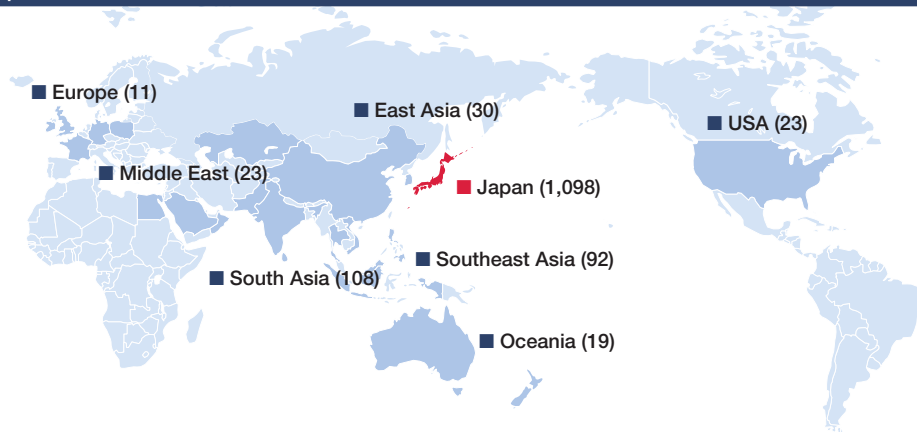 Europe (11)
East Asia (30)
USA (23)
Middle East (23)
Japan (1,098)
Southeast Asia (92)
South Asia (108)
Oceania (19)